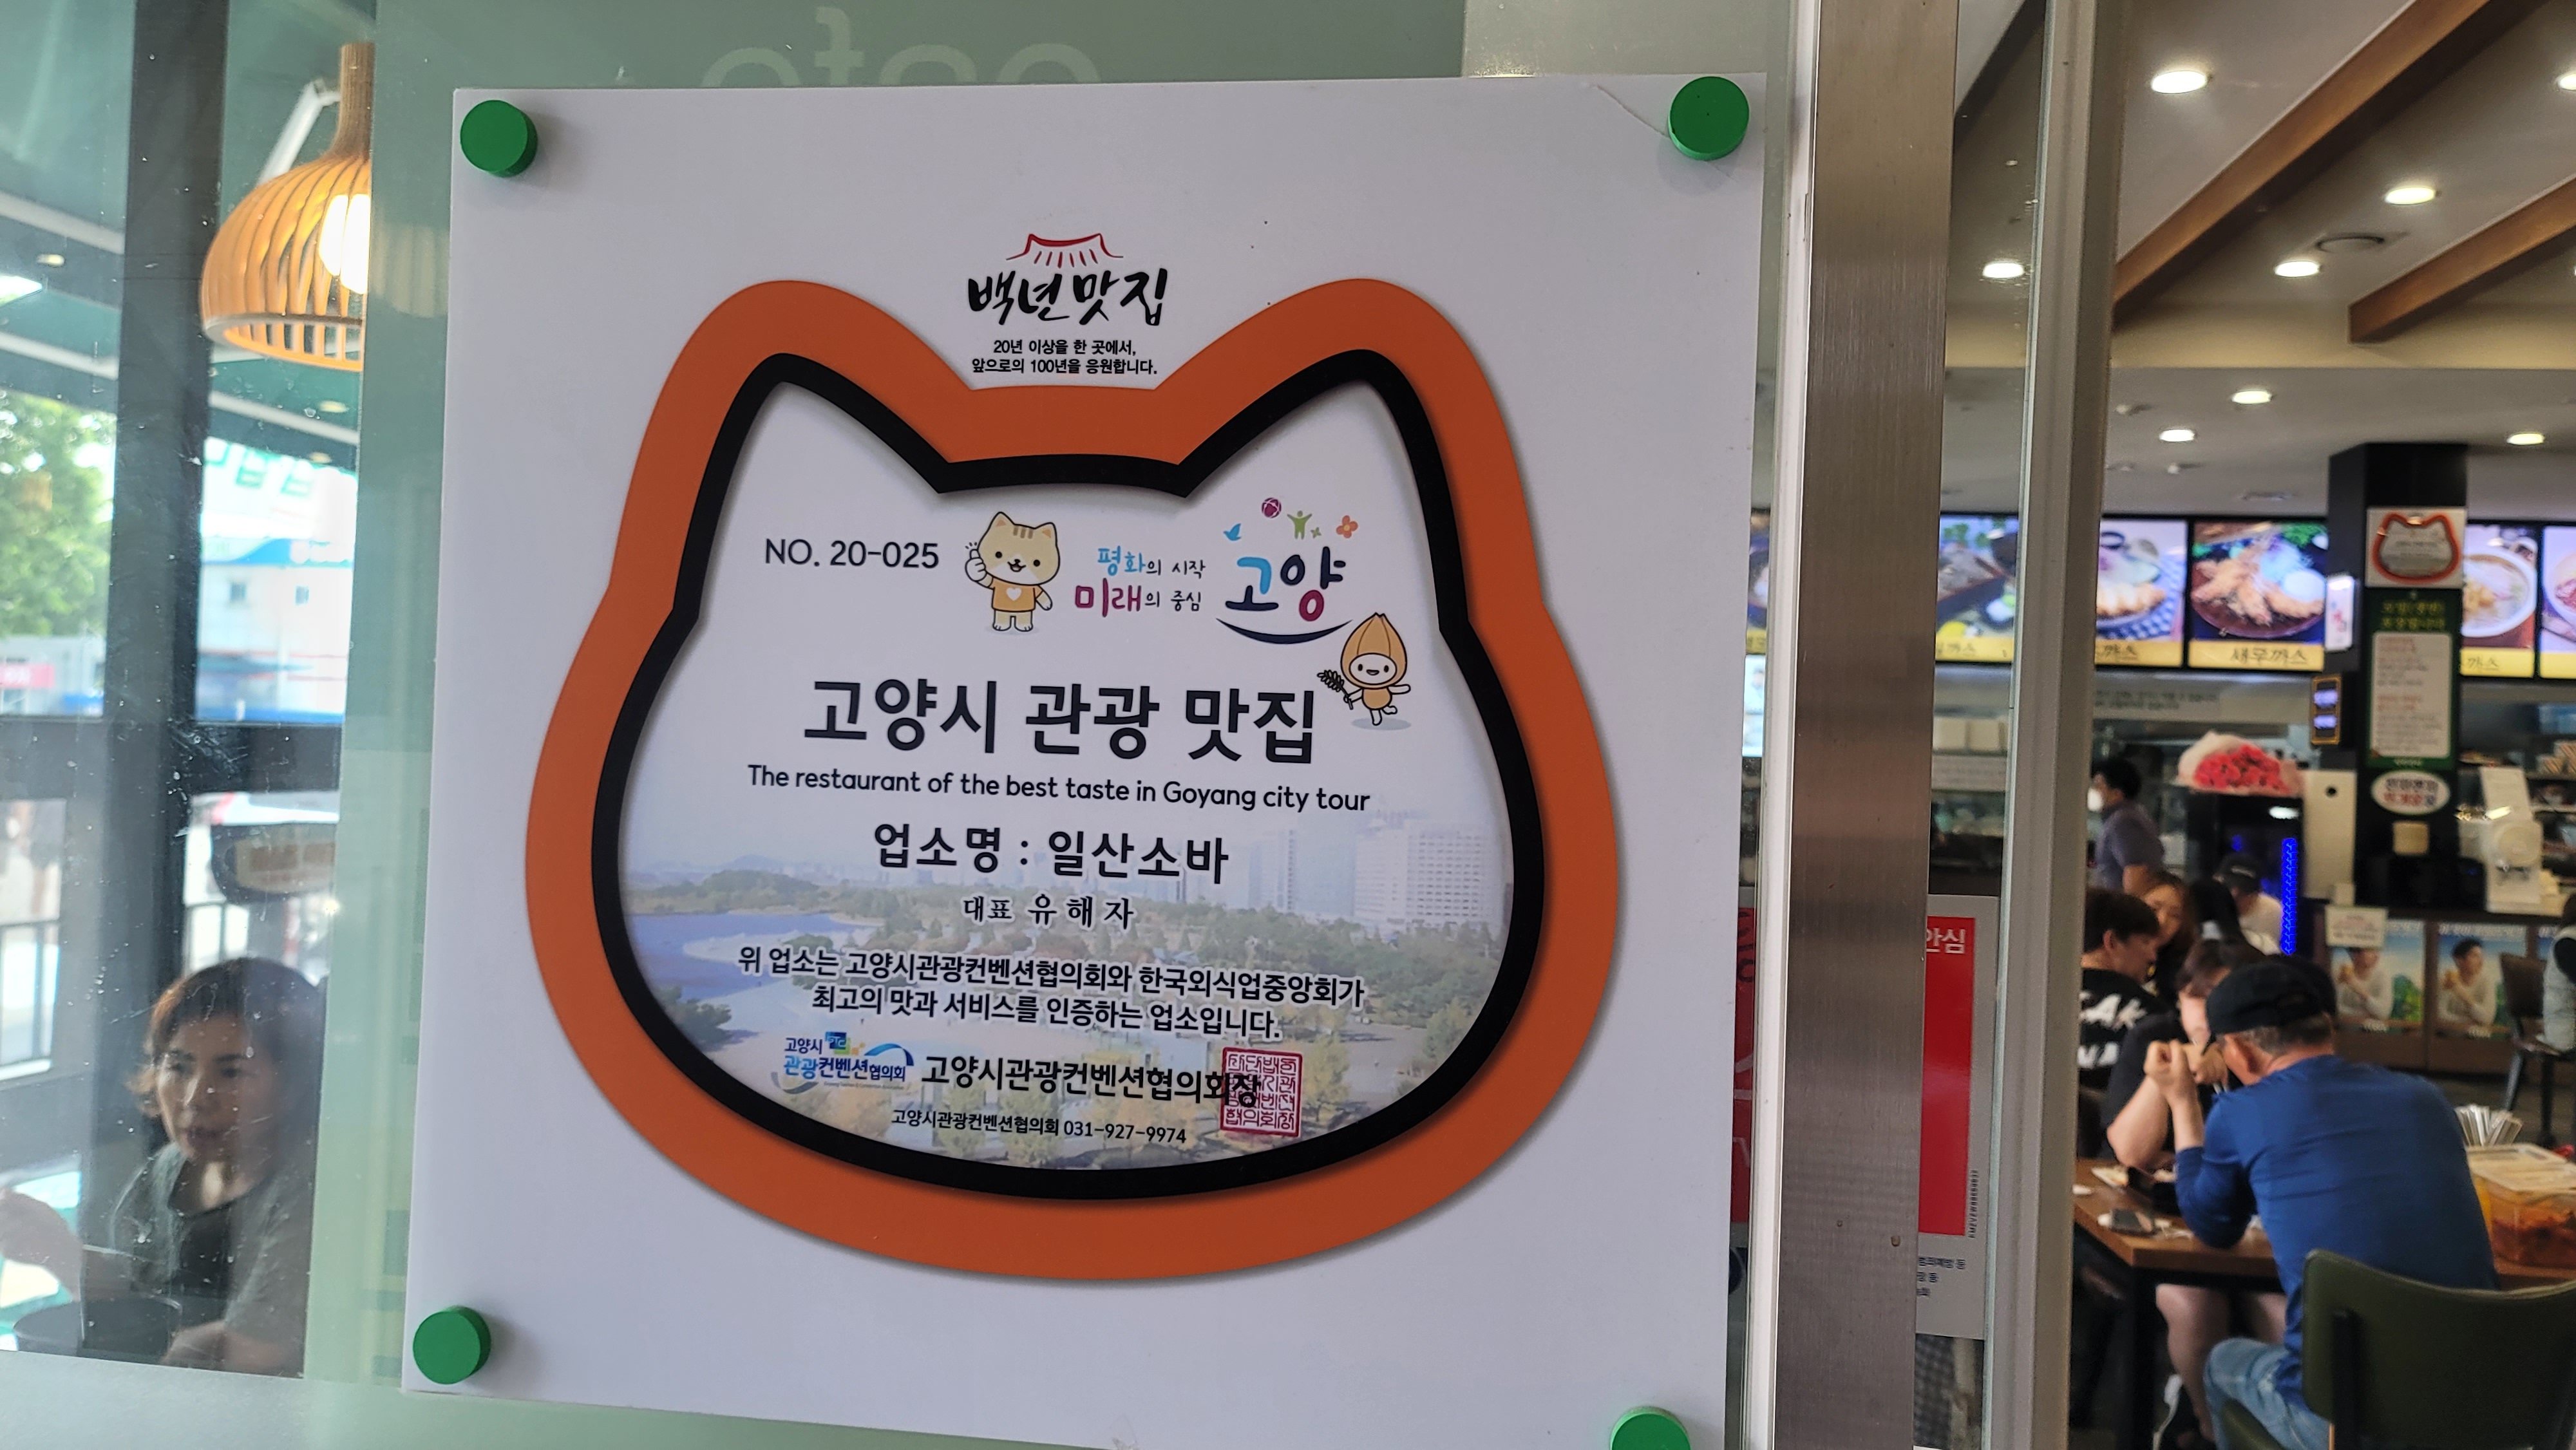 백년맛집
20년 이상을 한 곳에서,
앞으로의 100년을 응원합니다.
NO. 20-025
평화의 시작
미래의 중심
고양
고양시 관광 맛집
The restaurant of the best taste in Goyang city tour
업소명 : 일산소바
대표 유해자
위 업소는 고양시관광컨벤션협의회와 한국외식업중앙회가
최고의 맛과 서비스를 인증하는 업소입니다.
고양시
관광컨벤션협의회
고양시관광컨벤션협의회장
고양시관광컨벤션협의회 031-927-9974
안심
새우까스